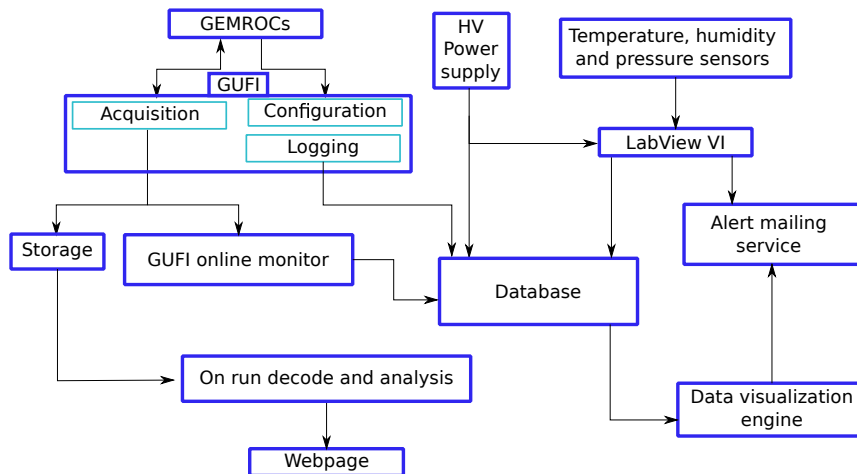 GEMROCs
HV
Power
supply
Temperature, humidity
and pressure sensors
GUFI
Acquisition
Configuration
Logging
LabView VI
Storage
GUFI online monitor
Database
Alert mailing
service
On run decode and analysis
Data visualization
engine
Webpage